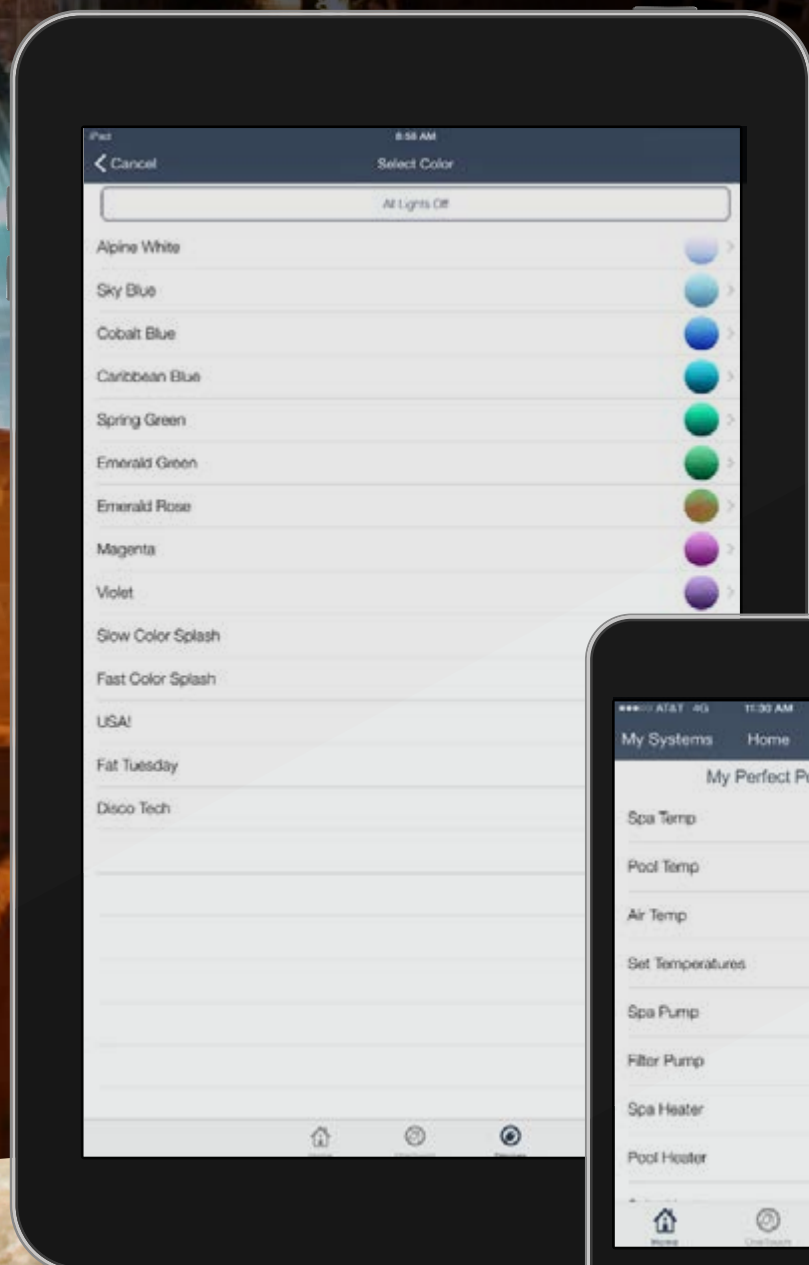 iPad 8:56 AM
Cancel Select Color
All Lights Off
Alpine White
Sky Blue
Cobalt Blue
Caribbean Blue
Spring Green
Emerald Green
Emerald Rose
Magenta
Violet
Slow Color Splash
Fast Color Splash
USA!
Fat Tuesday
Disco Tech
AT&T 4G 11:30 AM
My Systems Home
My Perfect
Spa Temp
Pool Temp
Air Temp
Set Temperatures
Spa Pump
Filter Pump
Spa Heater
Pool Heater
Home OneTouch